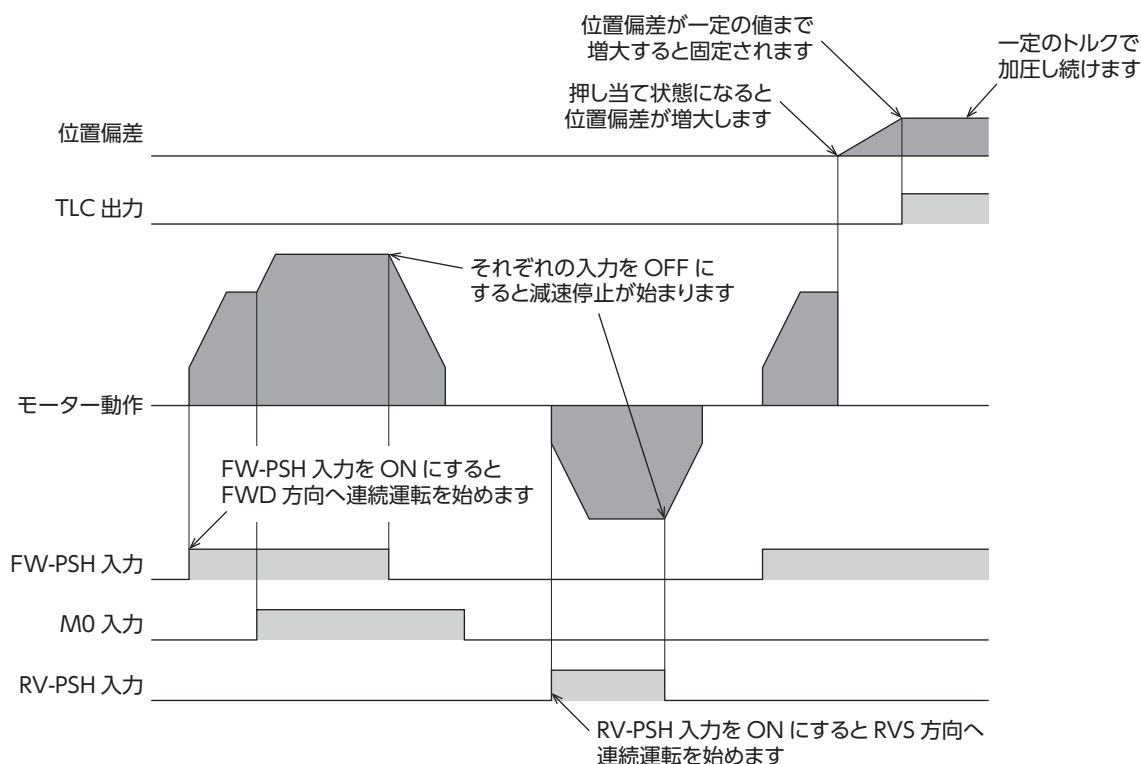 位置偏差が一定の値まで
増大すると固定されます
一定のトルクで
加圧し続けます
押し当て状態になると
位置偏差が増大します
位置偏差
TLC 出力
それぞれの入力を OFF に
すると減速停止が始まります
モーター動作
FW-PSH 入力を ON にすると
FWD 方向へ連続運転を始めます
FW-PSH 入力
M0 入力
RV-PSH 入力
RV-PSH 入力を ON にすると RVS 方向へ
連続運転を始めます